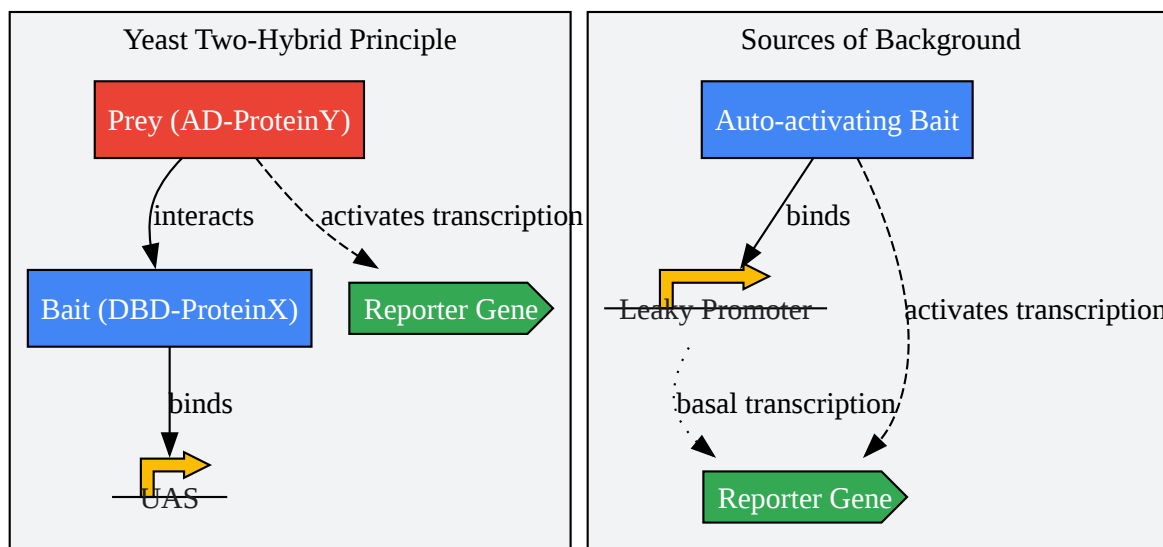 Yeast Two-Hybrid Principle
Prey (AD-ProteinY)
interacts
activates transcription
Bait (DBD-ProteinX)
Reporter Gene
binds
UAS
Sources of Background
Auto-activating Bait
binds
Leaky Promoter
activates transcription
basal transcription
Reporter Gene